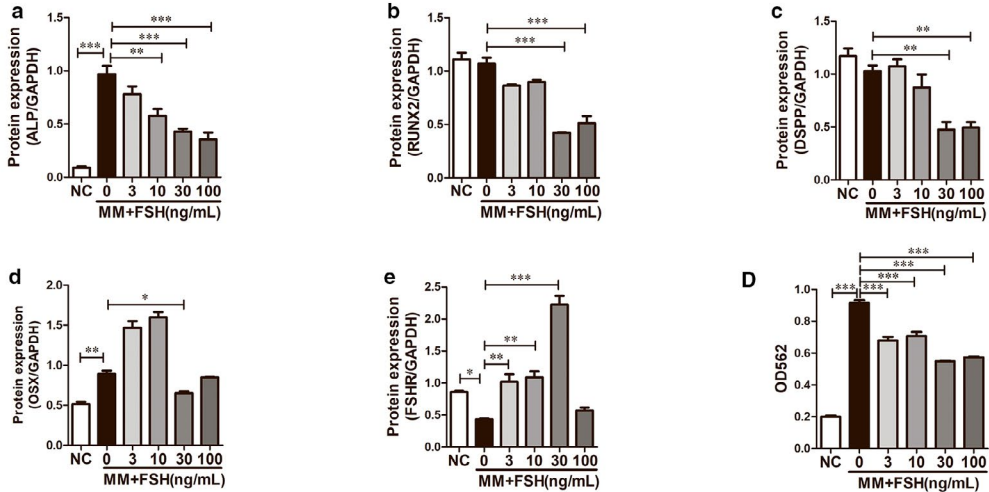 a
Protein expression
(ALP/GAPDH)
1.5
1.0
0.5
0.0
***
***
***
**
NC 0 3 10 30 100
MM+FSH(ng/mL)
b
Protein expression
(RUNX2/GAPDH)
1.5
1.0
0.5
0.0
***
***
NC 0 3 10 30 100
MM+FSH(ng/mL)
c
Protein expression
(DSPP/GAPDH)
1.5
1.0
0.5
0.0
**
**
NC 0 3 10 30 100
MM+FSH(ng/mL)
d
Protein expression
(OSX/GAPDH)
2.0
1.5
1.0
0.5
0.0
*
**
NC 0 3 10 30 100
MM+FSH(ng/mL)
e
Protein expression
(FSHR/GAPDH)
2.5
2.0
1.5
1.0
0.5
0.0
***
**
**
*
NC 0 3 10 30 100
MM+FSH(ng/mL)
D
OD562
1.0
0.8
0.6
0.4
0.2
0.0
***
***
***
*** ***
NC 0 3 10 30 100
MM+FSH(ng/mL)